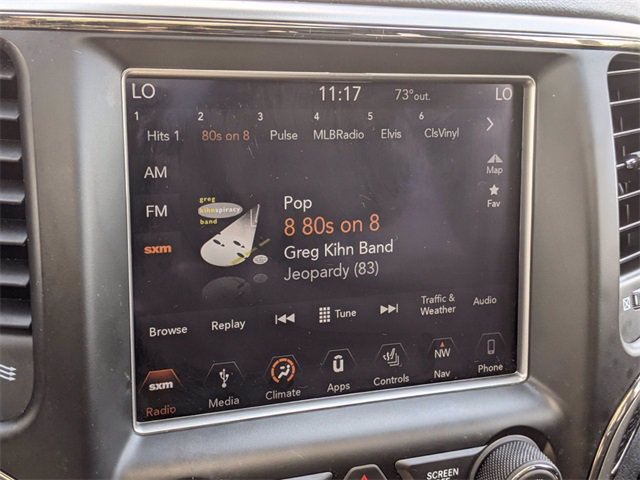 LO 11:17 73°out. LO
1 2 3 4 5 6
Hits 1 80s on 8 Pulse MLBRadio Elvis ClsVinyl
AM
Map
FM
Fav
sxm
greg
kihnspiracy
band
Pop
8 80s on 8
Greg Kihn Band
Jeopardy (83)
Browse Replay Tune Traffic & Weather Audio
sxm NW
Radio Media Climate Apps Controls Nav Phone
SCREEN